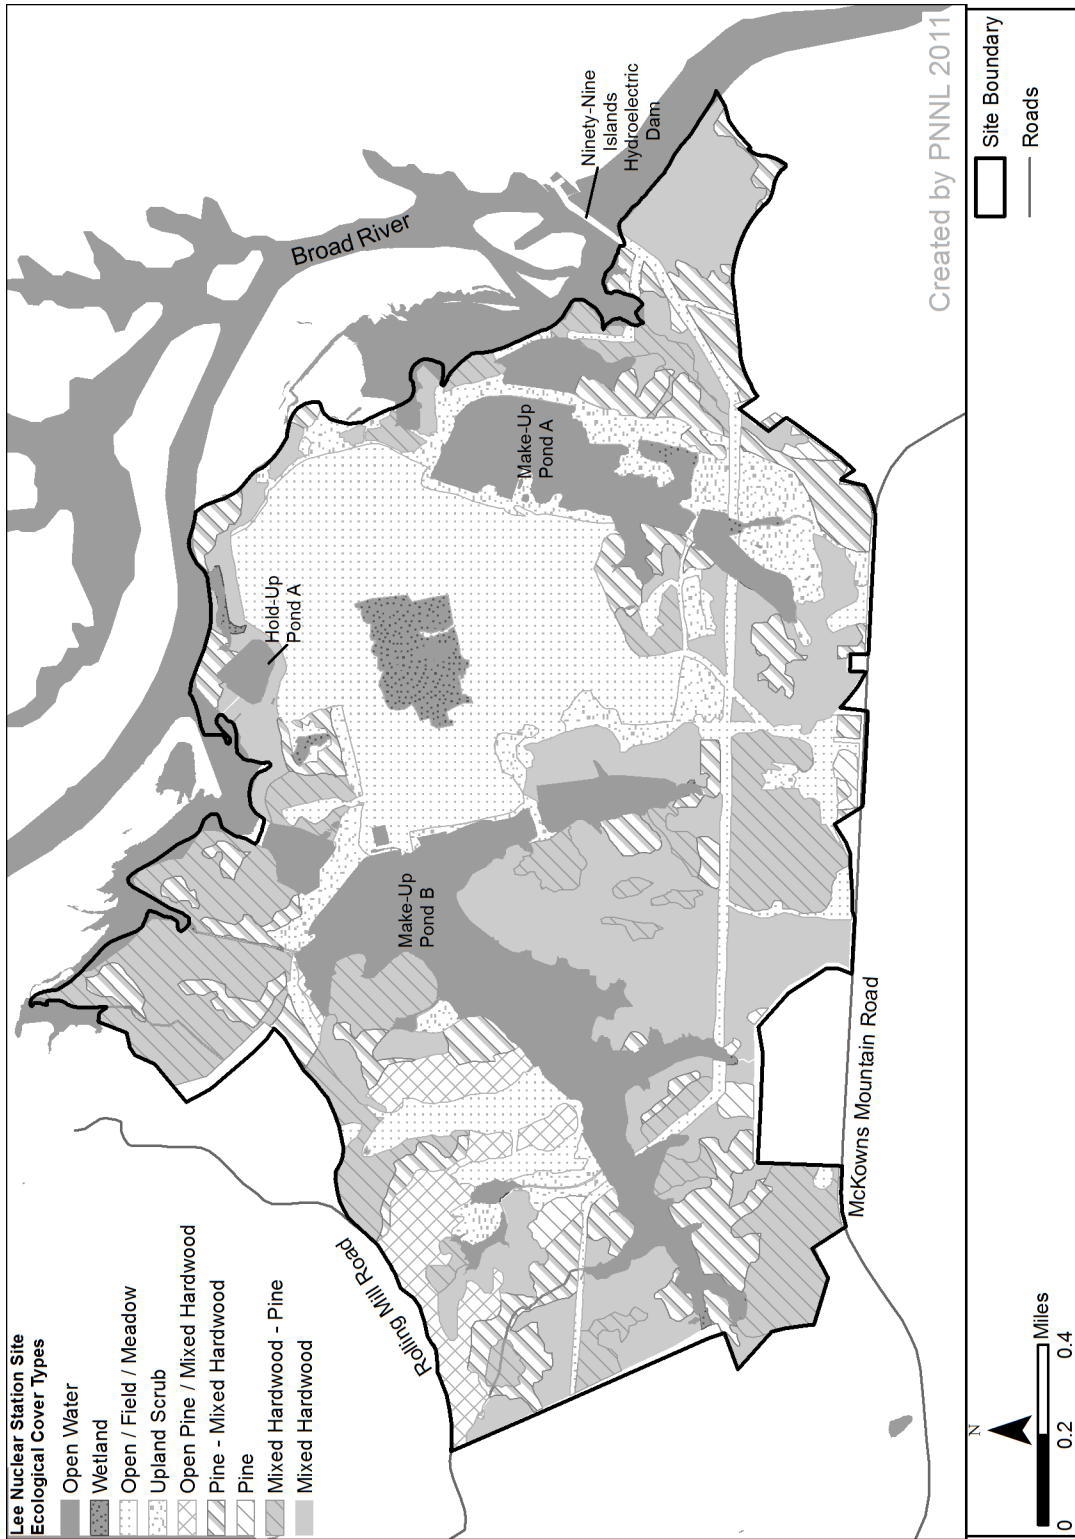 Lee Nuclear Station Site
Ecological Cover Types
Open Water
Wetland
Open / Field / Meadow
Upland Scrub
Open Pine / Mixed Hardwood
Pine - Mixed Hardwood
Pine
Mixed Hardwood - Pine
Mixed Hardwood
Rolling Mill Road
Make-Up
Pond B
Hold-Up
Pond A
Broad River
Make-Up
Pond A
Ninety-Nine
Islands
Hydroelectric
Dam
McKowns Mountain Road
Created by PNNL 2011
N
Miles
0 0.2 0.4
Site Boundary
Roads